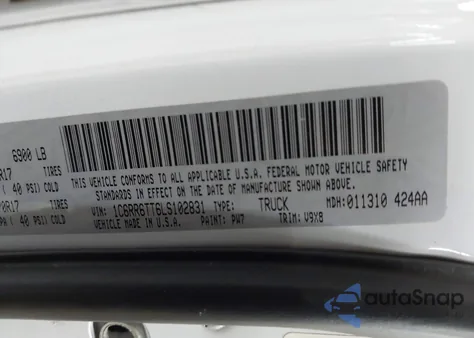 6900 LB
R17 TIRES
( 40 PSI) COLD
0R17 TIRES
( 40 PSI) COLD
THIS VEHICLE CONFORMS TO ALL APPLICABLE U.S.A. FEDERAL MOTOR VEHICLE SAFETY
STANDARDS IN EFFECT ON THE DATE OF MANUFACTURE SHOWN ABOVE.
VIN: 1C6RR6TT6LS102831 TYPE: TRUCK MDH: 011310 424AA
MADE IN U.S.A. PAINT: PW7 TRIM: V9X8
autoSnap